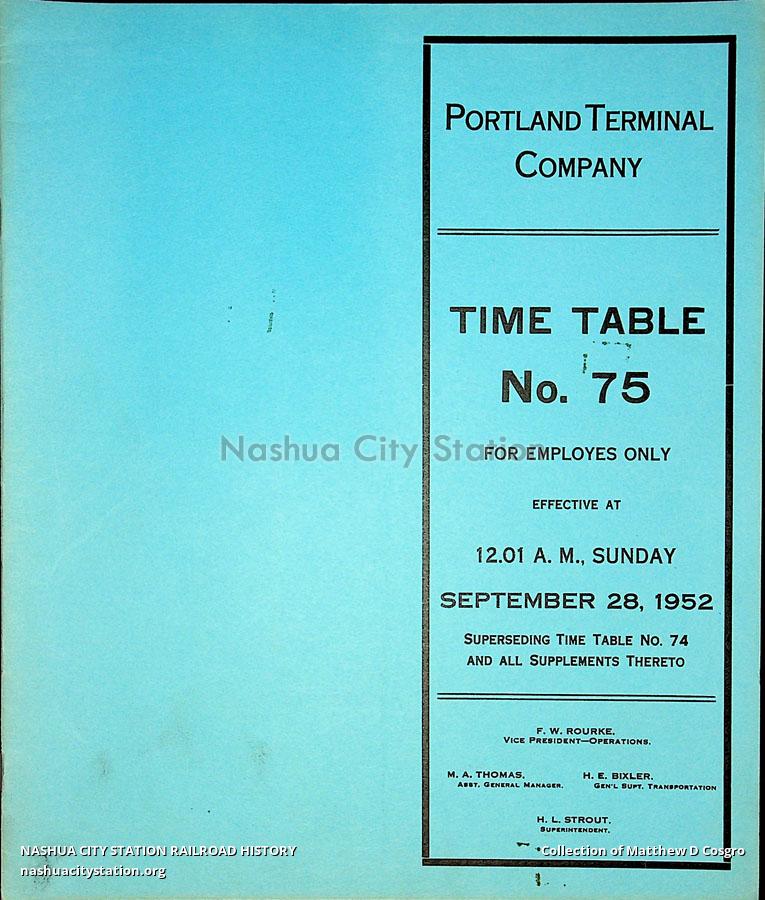 PORTLAND TERMINAL
COMPANY
TIME TABLE
No. 75
FOR EMPLOYES ONLY
EFFECTIVE AT
12.01 A. M., SUNDAY
SEPTEMBER 28, 1952
SUPERSEDING TIME TABLE NO. 74
AND ALL SUPPLEMENTS THERETO
F. W. ROURKE,
VICE PRESIDENT—OPERATIONS.
M. A. THOMAS,
ASST. GENERAL MANAGER.
H. E. BIXLER,
GEN'L SUPT. TRANSPORTATION
H. L. STROUT,
SUPERINTENDENT.
Nashua City Station
NASHUA CITY STATION RAILROAD HISTORY
nashuacitystation.org
Collection of Matthew D Cosgro